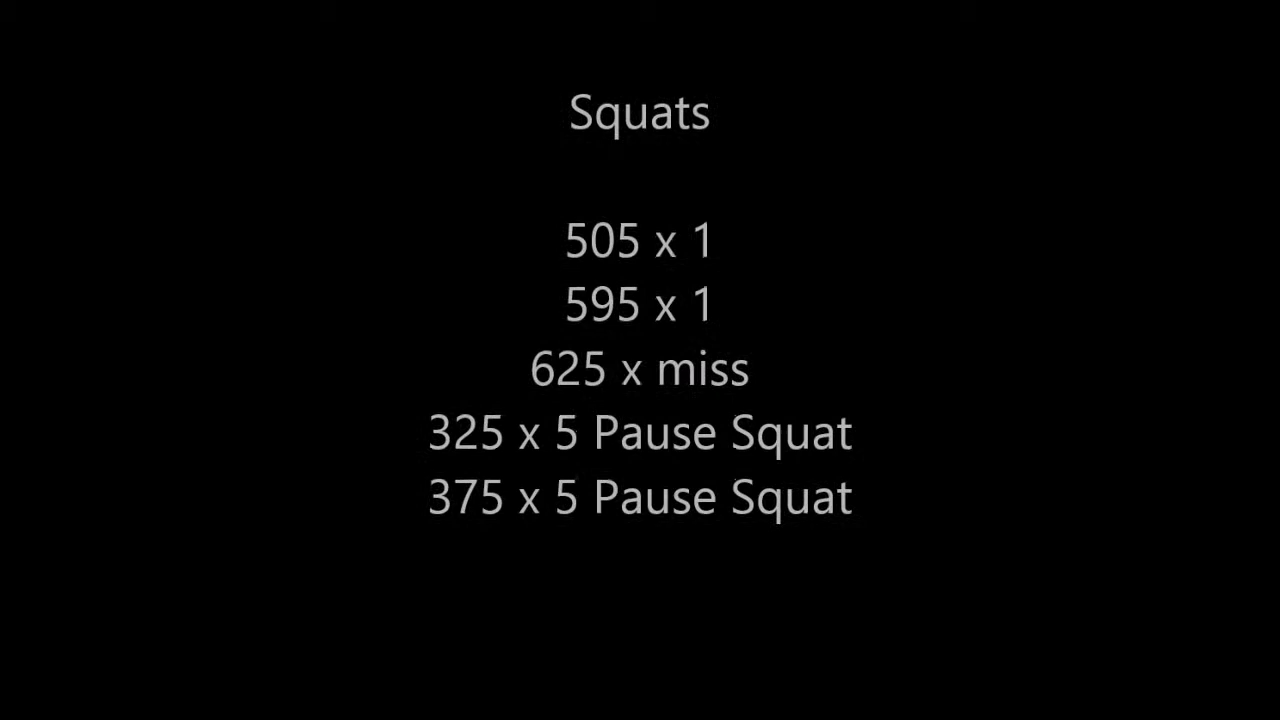 Squats
505 x 1
595 x 1
625 x miss
325 x 5 Pause Squat
375 x 5 Pause Squat